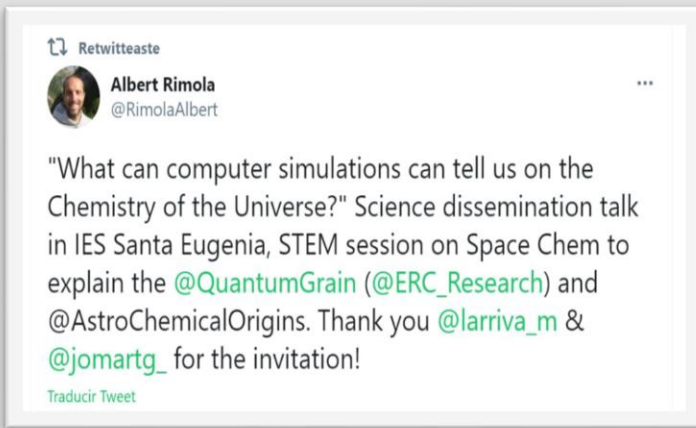 Retwitteaste
Albert Rimola
@RimolaAlbert
"What can computer simulations can tell us on the
Chemistry of the Universe?" Science dissemination talk
in IES Santa Eugenia, STEM session on Space Chem to
explain the @QuantumGrain (@ERC_Research) and
@AstroChemicalOrigins. Thank you @larriva_m &
@jomartg_ for the invitation!
Traducir Tweet